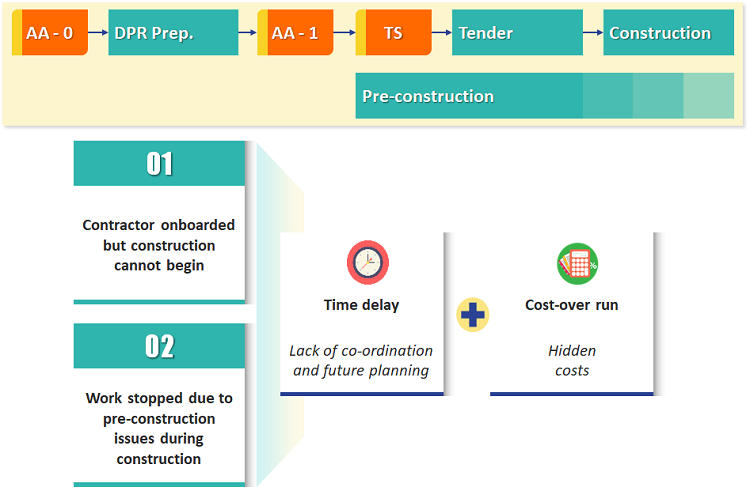 AA - 0
DPR Prep.
AA - 1
TS
Tender
Construction
Pre-construction
01
Contractor onboarded
but construction
cannot begin
02
Work stopped due to
pre-construction
issues during
construction
Time delay
Lack of co-ordination
and future planning
%
Cost-over run
Hidden
costs